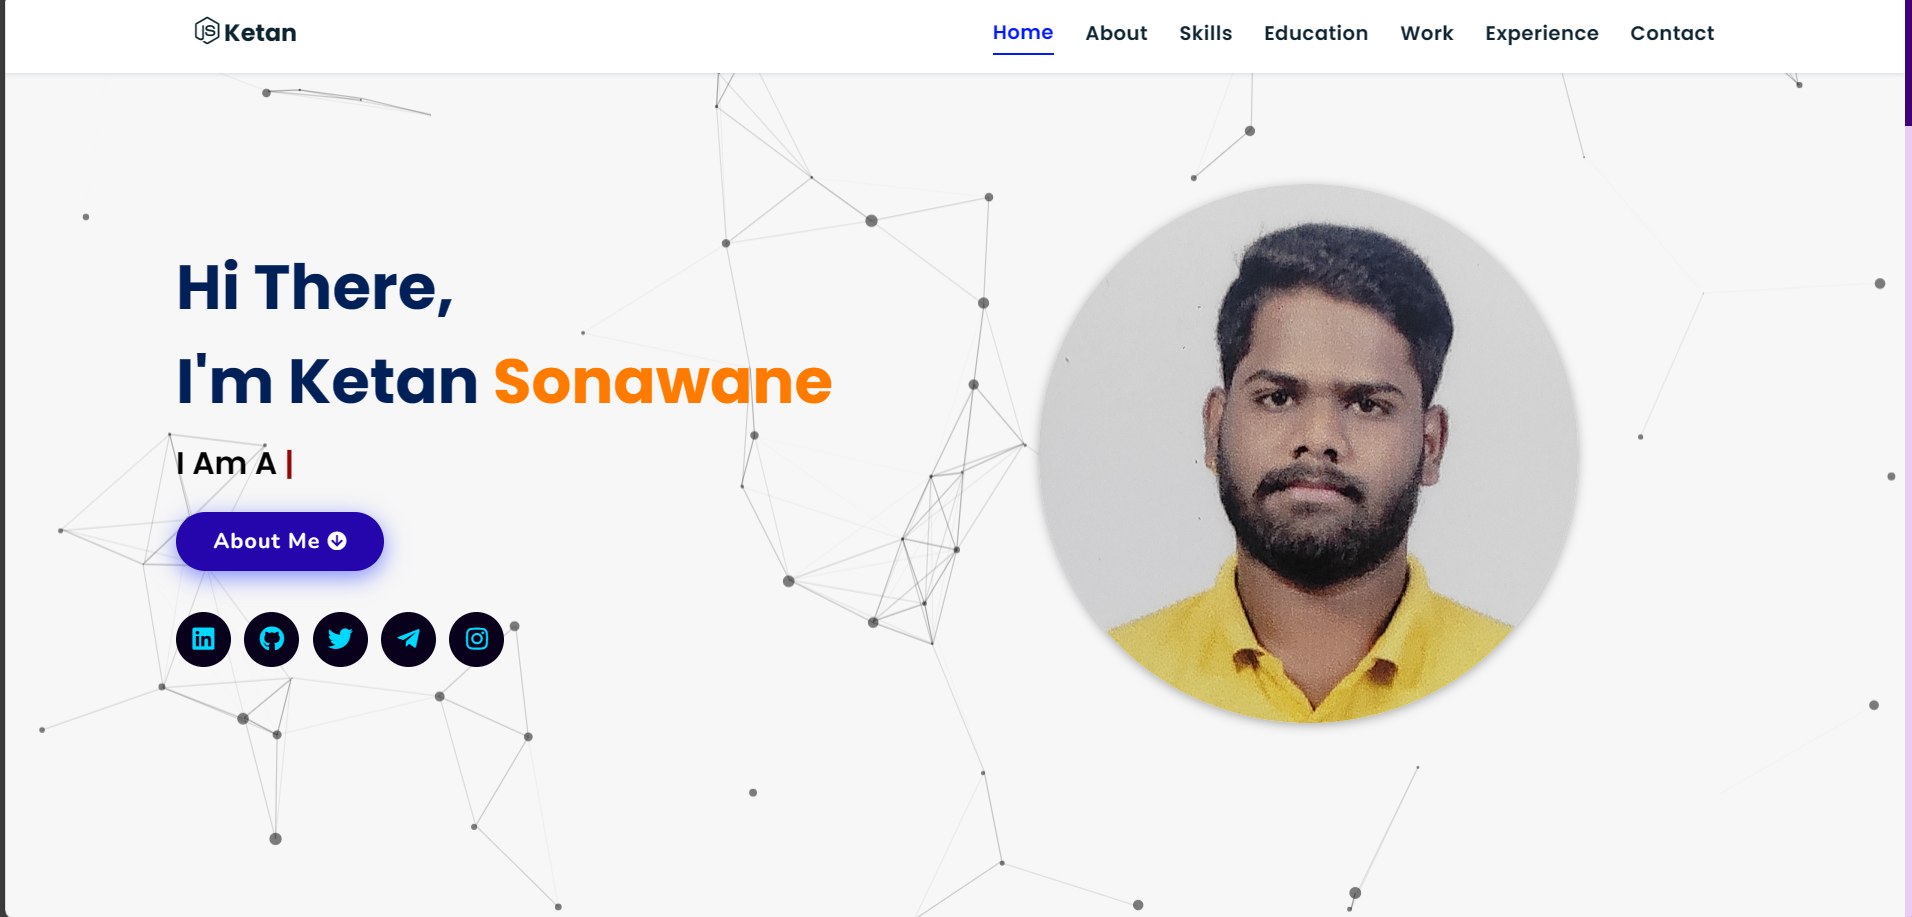 Ketan
Home About Skills Education Work Experience Contact
Hi There,
I'm Ketan Sonawane
I Am A |
About Me